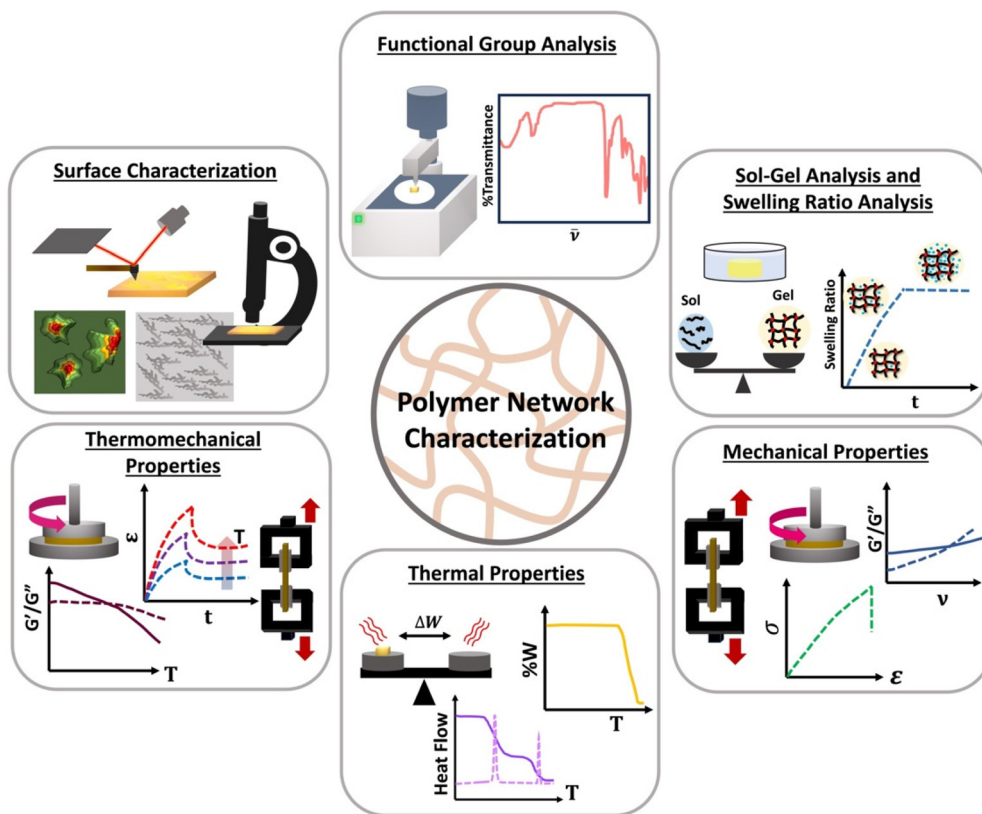 Functional Group Analysis
%Transmittance
ν̄
Surface Characterization
Sol-Gel Analysis and
Swelling Ratio Analysis
Sol
Gel
Swelling Ratio
t
Polymer Network
Characterization
Thermomechanical
Properties
ε
T
t
G'/G"
T
Thermal Properties
ΔW
%W
T
Heat Flow
T
Mechanical Properties
G'/G"
ν
σ
ε